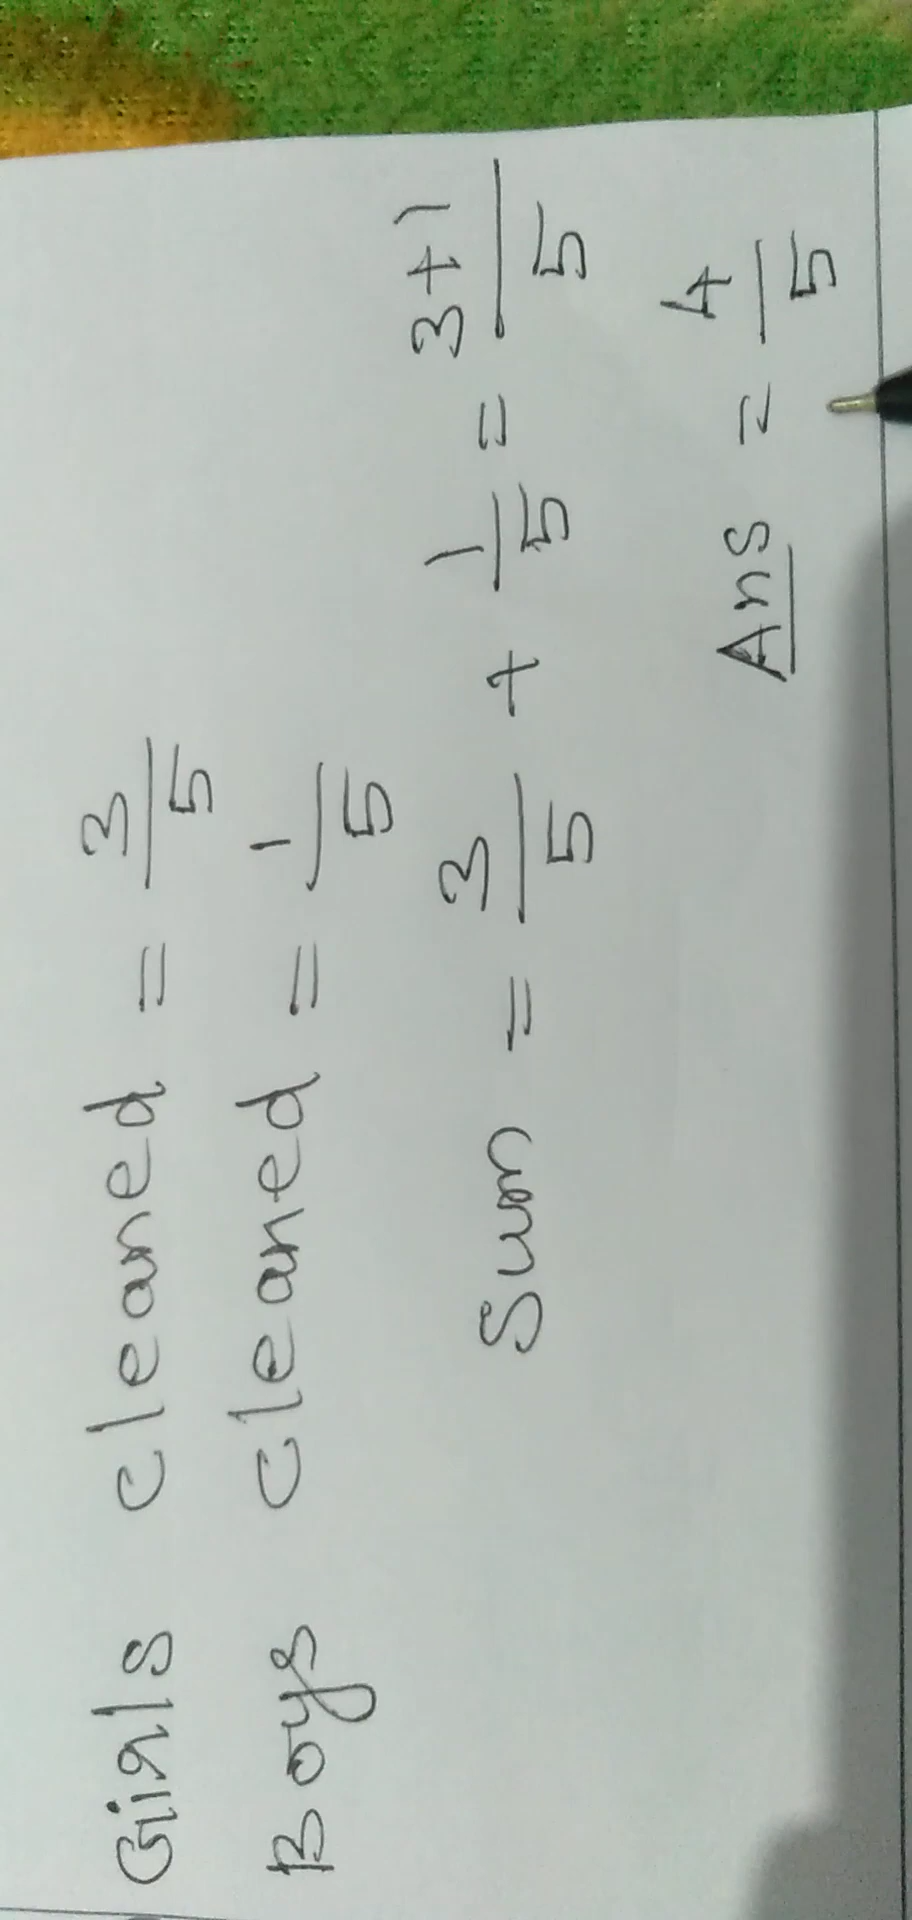 Girls cleaned = 3/5
Boys cleaned = 1/5
Sum = 3/5 + 1/5 = 3+1/5
Ans = 4/5